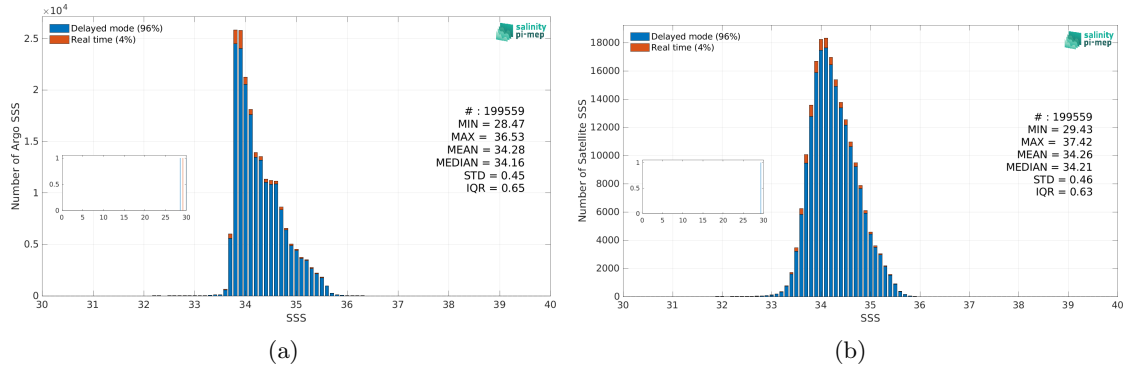 ×10⁴
Delayed mode (96%)
Real time (4%)
salinity
pi-mep
# : 199559
MIN = 28.47
MAX = 36.53
MEAN = 34.28
MEDIAN = 34.16
STD = 0.45
IQR = 0.65
Number of Argo SSS
2.5
2
1.5
1
0.5
0
1
0.5
0
0 5 10 15 20 25 30
30 31 32 33 34 35 36 37 38 39 40
SSS
(a)
Delayed mode (96%)
Real time (4%)
salinity
pi-mep
# : 199559
MIN = 29.43
MAX = 37.42
MEAN = 34.26
MEDIAN = 34.21
STD = 0.46
IQR = 0.63
Number of Satellite SSS
18000
16000
14000
12000
10000
8000
6000
4000
2000
0
1
0.5
0
0 5 10 15 20 25 30
30 31 32 33 34 35 36 37 38 39 40
SSS
(b)